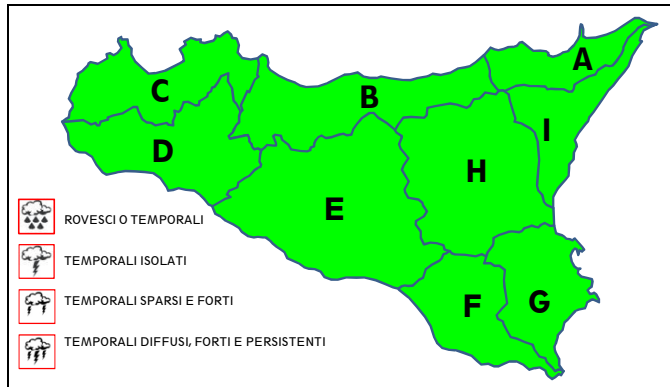 A
B
C
I
D
H
E
ROVESCI O TEMPORALI
TEMPORALI ISOLATI
F
G
TEMPORALI SPARSI E FORTI
TEMPORALI DIFFUSI, FORTI E PERSISTENTI